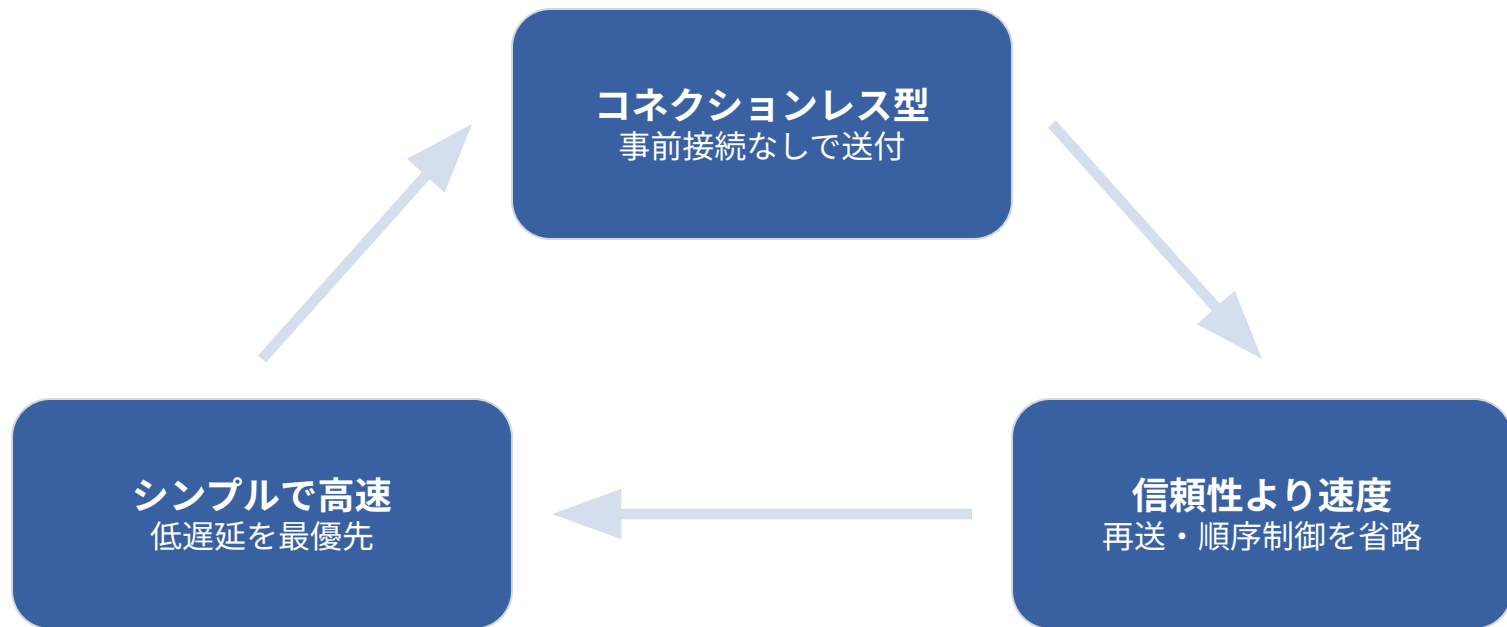 コネクションレス型
事前接続なしで送付
シンプルで高速
低遅延を最優先
信頼性より速度
再送・順序制御を省略